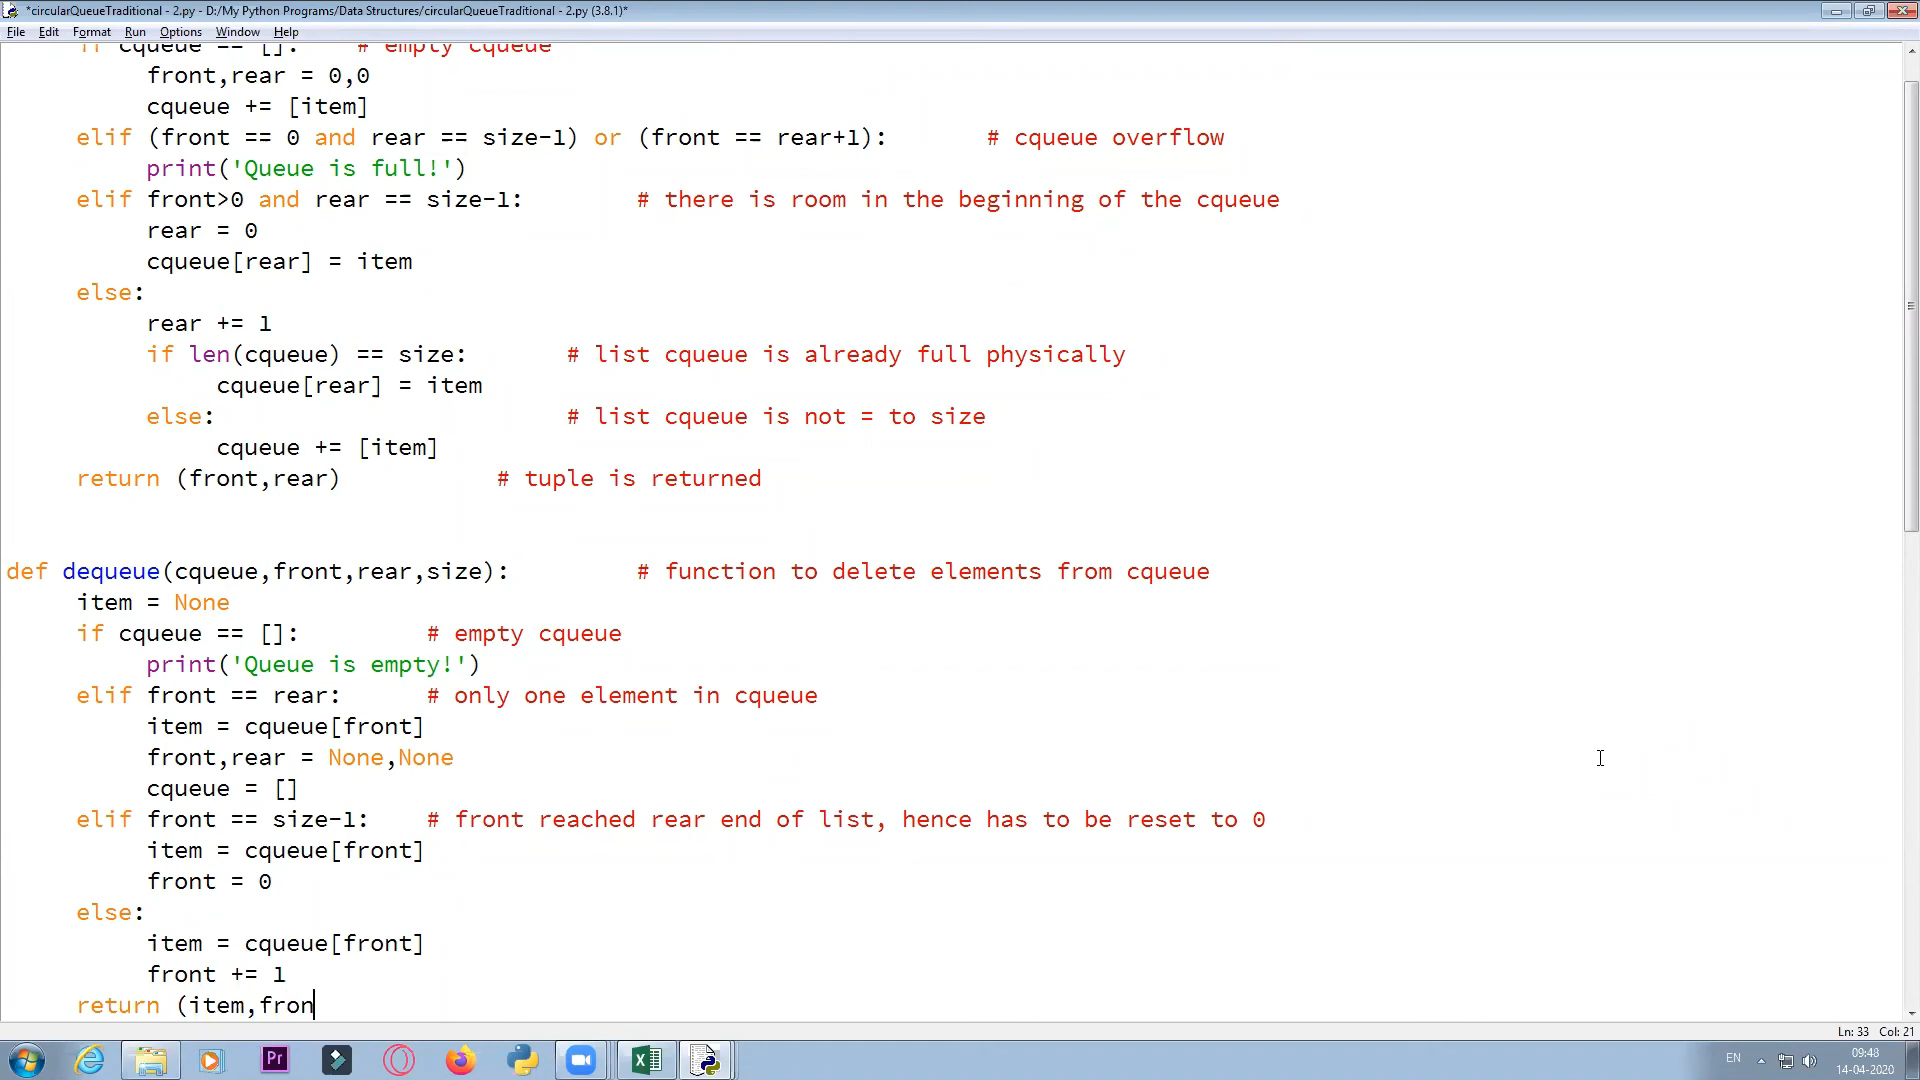 *circularQueueTraditional - 2.py - D:/My Python Programs/Data Structures/circularQueueTraditional - 2.py (3.8.1)*
File Edit Format Run Options Window Help
if cqueue == []: # empty cqueue
front,rear = 0,0
cqueue += [item]
elif (front == 0 and rear == size-1) or (front == rear+1): # cqueue overflow
print('Queue is full!')
elif front>0 and rear == size-1: # there is room in the beginning of the cqueue
rear = 0
cqueue[rear] = item
else:
rear += 1
if len(cqueue) == size: # list cqueue is already full physically
cqueue[rear] = item
else: # list cqueue is not = to size
cqueue += [item]
return (front,rear) # tuple is returned
def dequeue(cqueue,front,rear,size): # function to delete elements from cqueue
item = None
if cqueue == []: # empty cqueue
print('Queue is empty!')
elif front == rear: # only one element in cqueue
item = cqueue[front]
front,rear = None,None
cqueue = []
elif front == size-1: # front reached rear end of list, hence has to be reset to 0
item = cqueue[front]
front = 0
else:
item = cqueue[front]
front += 1
return (item,fron
Ln: 33 Col: 21
Pr
EN
09:48
14-04-2020